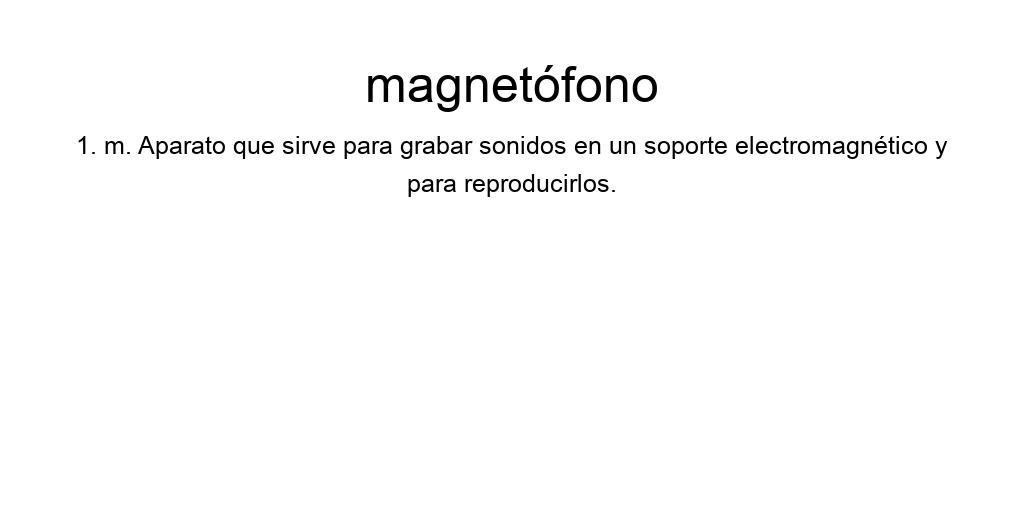 magnetófono
1. m. Aparato que sirve para grabar sonidos en un soporte electromagnético y
para reproducirlos.